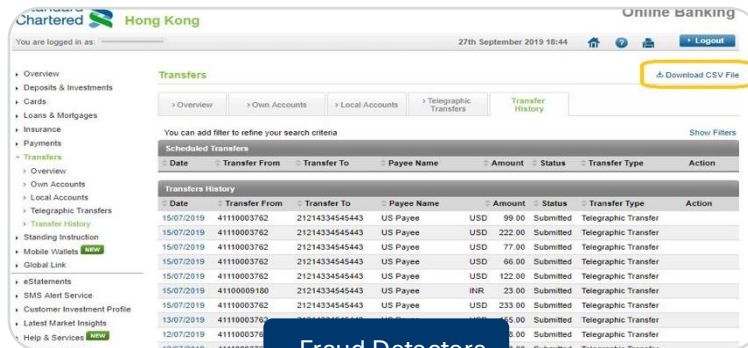 Standard
Chartered
Hong Kong
Online Banking
You are logged in as:
27th September 2019 18:44
Logout
Overview
Deposits & Investments
Cards
Loans & Mortgages
Insurance
Payments
Transfers
Overview
Own Accounts
Local Accounts
Telegraphic Transfers
Transfer History
Standing Instruction
Mobile Wallets NEW
Global Link
eStatements
SMS Alert Service
Customer Investment Profile
Latest Market Insights
Help & Services NEW
Transfers
Download CSV File
Overview
Own Accounts
Local Accounts
Telegraphic Transfers
Transfer History
You can add filter to refine your search criteria
Show Filters
Scheduled Transfers
Date Transfer From Transfer To Payee Name Amount Status Transfer Type Action
Transfers History
Date Transfer From Transfer To Payee Name Amount Status Transfer Type Action
15/07/2019 41110003762 21214334545443 US Payee USD 99.00 Submitted Telegraphic Transfer
15/07/2019 41110003762 21214334545443 US Payee USD 222.00 Submitted Telegraphic Transfer
15/07/2019 41110003762 21214334545443 US Payee USD 77.00 Submitted Telegraphic Transfer
15/07/2019 41110003762 21214334545443 US Payee USD 66.00 Submitted Telegraphic Transfer
15/07/2019 41110003762 21214334545443 US Payee USD 122.00 Submitted Telegraphic Transfer
15/07/2019 41100009180 21214334545443 US Payee INR 23.00 Submitted Telegraphic Transfer
15/07/2019 41110003762 21214334545443 US Payee USD 233.00 Submitted Telegraphic Transfer
13/07/2019 Submitted Telegraphic Transfer
12/07/2019 Submitted Telegraphic Transfer
Fraud Detectors